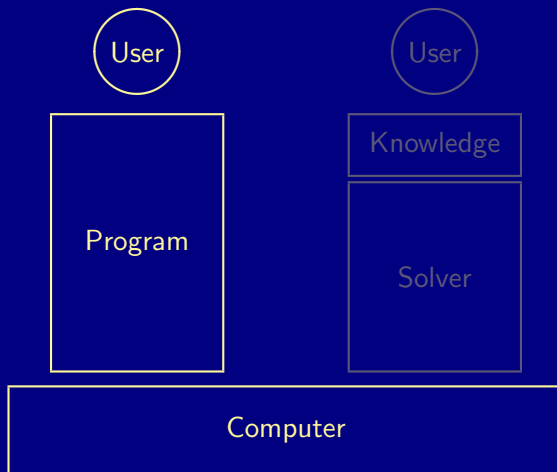 User
User
Knowledge
Program
Solver
Computer